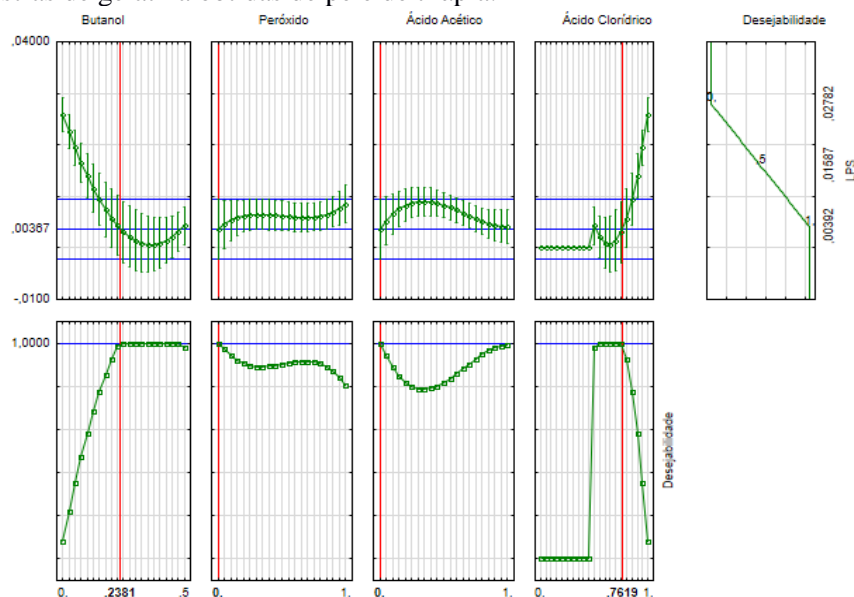 Butanol Peróxido Ácido Acético Ácido Clorídrico Desejabilidade
,04000
,00387
-,0100
0, ,5 1,
,02782
,01587
,00392
LPS
1,0000
Desejabilidade
0, ,2381 ,5 0, 1, 0, 1, 0, ,7619 1,